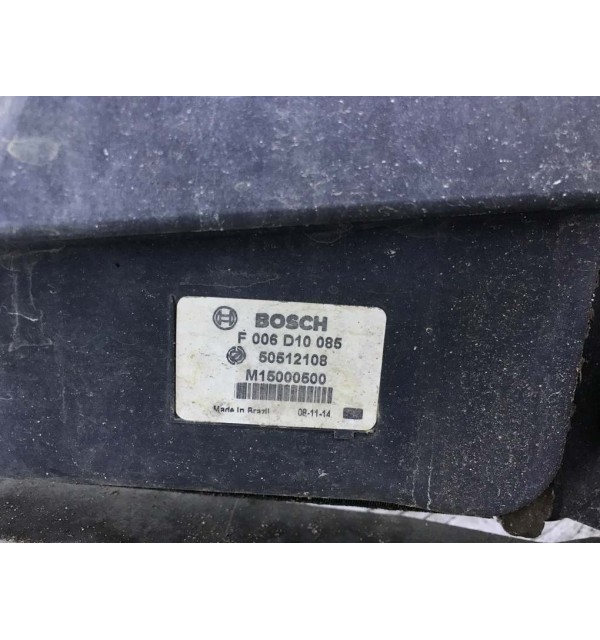 BOSCH
F 006 D10 085
50512108
M15000500
Made in Brazil 08-11-14